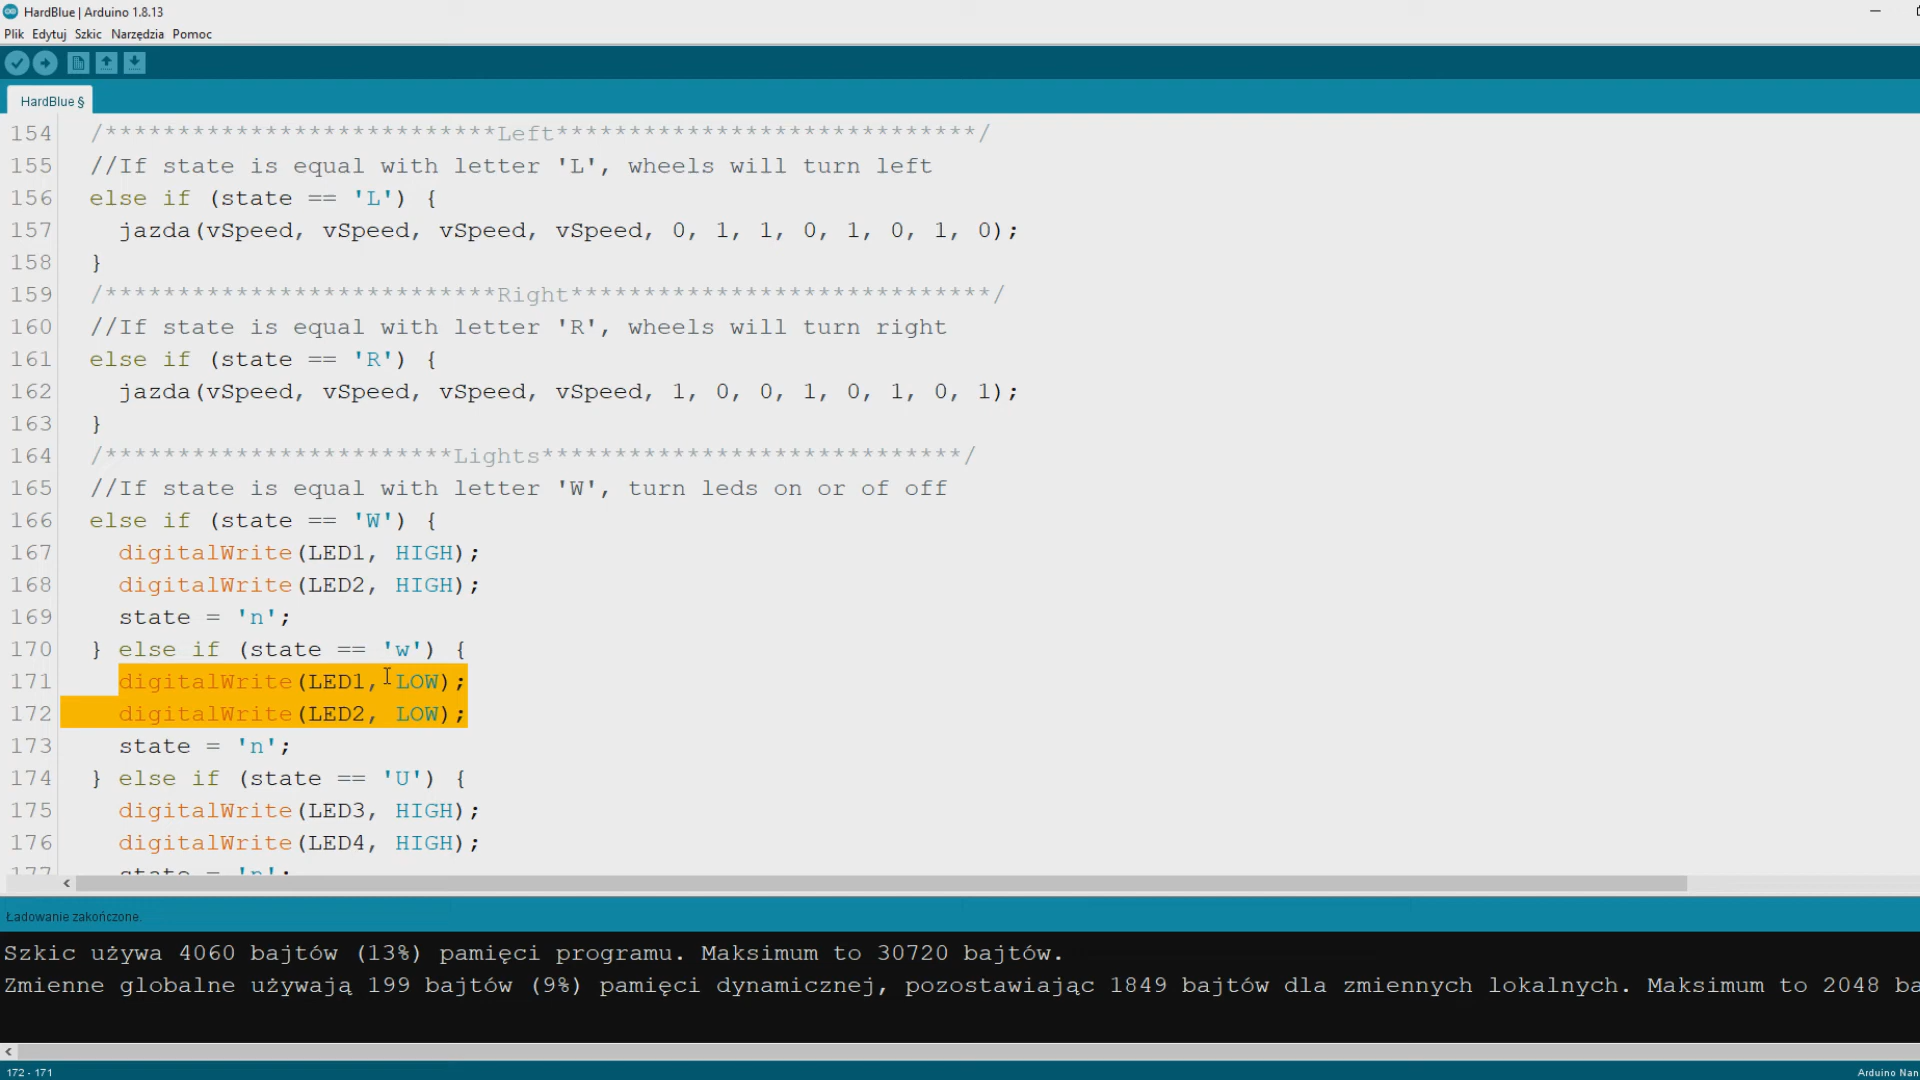 HardBlue | Arduino 1.8.13
Plik Edytuj Szkic Narzędzia Pomoc
HardBlue §
154 /***************************Left*****************************/
155 //If state is equal with letter 'L', wheels will turn left
156 else if (state == 'L') {
157 jazda(vSpeed, vSpeed, vSpeed, vSpeed, 0, 1, 1, 0, 1, 0, 1, 0);
158 }
159 /***************************Right*****************************/
160 //If state is equal with letter 'R', wheels will turn right
161 else if (state == 'R') {
162 jazda(vSpeed, vSpeed, vSpeed, vSpeed, 1, 0, 0, 1, 0, 1, 0, 1);
163 }
164 /************************Lights*****************************/
165 //If state is equal with letter 'W', turn leds on or of off
166 else if (state == 'W') {
167 digitalWrite(LED1, HIGH);
168 digitalWrite(LED2, HIGH);
169 state = 'n';
170 } else if (state == 'w') {
171 digitalWrite(LED1, LOW);
172 digitalWrite(LED2, LOW);
173 state = 'n';
174 } else if (state == 'U') {
175 digitalWrite(LED3, HIGH);
176 digitalWrite(LED4, HIGH);
177 state = 'n';
Ładowanie zakończone.
Szkic używa 4060 bajtów (13%) pamięci programu. Maksimum to 30720 bajtów.
Zmienne globalne używają 199 bajtów (9%) pamięci dynamicznej, pozostawiając 1849 bajtów dla zmiennych lokalnych. Maksimum to 2048 ba
172 - 171
Arduino Nan